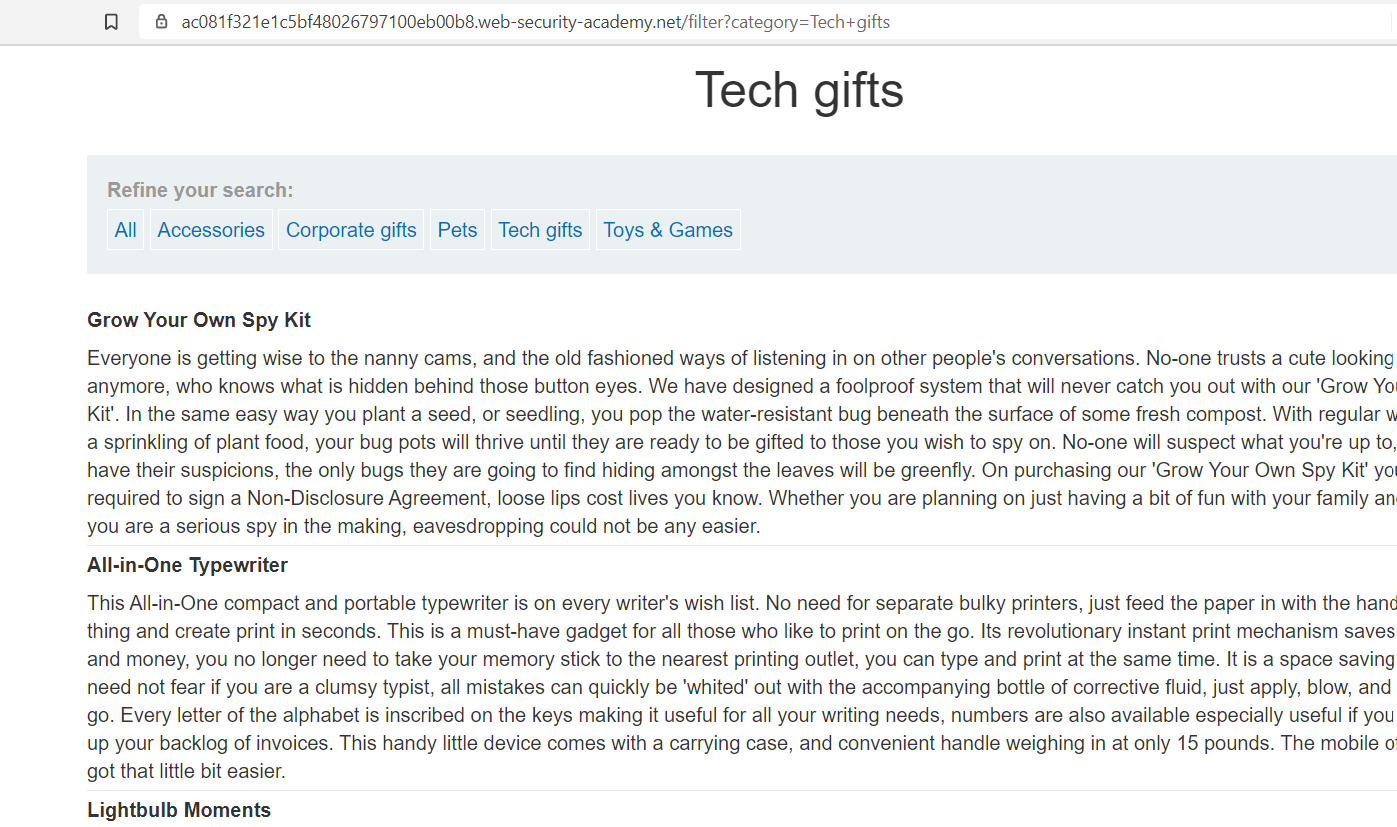 ac081f321e1c5bf48026797100eb00b8.web-security-academy.net/filter?category=Tech+gifts
Tech gifts
Refine your search:
All Accessories Corporate gifts Pets Tech gifts Toys & Games
Grow Your Own Spy Kit
Everyone is getting wise to the nanny cams, and the old fashioned ways of listening in on other people's conversations. No-one trusts a cute looking
anymore, who knows what is hidden behind those button eyes. We have designed a foolproof system that will never catch you out with our 'Grow You
Kit'. In the same easy way you plant a seed, or seedling, you pop the water-resistant bug beneath the surface of some fresh compost. With regular w
a sprinkling of plant food, your bug pots will thrive until they are ready to be gifted to those you wish to spy on. No-one will suspect what you're up to,
have their suspicions, the only bugs they are going to find hiding amongst the leaves will be greenfly. On purchasing our 'Grow Your Own Spy Kit' you
required to sign a Non-Disclosure Agreement, loose lips cost lives you know. Whether you are planning on just having a bit of fun with your family an
you are a serious spy in the making, eavesdropping could not be any easier.
All-in-One Typewriter
This All-in-One compact and portable typewriter is on every writer's wish list. No need for separate bulky printers, just feed the paper in with the hand
thing and create print in seconds. This is a must-have gadget for all those who like to print on the go. Its revolutionary instant print mechanism saves
and money, you no longer need to take your memory stick to the nearest printing outlet, you can type and print at the same time. It is a space saving
need not fear if you are a clumsy typist, all mistakes can quickly be 'whited' out with the accompanying bottle of corrective fluid, just apply, blow, and
go. Every letter of the alphabet is inscribed on the keys making it useful for all your writing needs, numbers are also available especially useful if you
up your backlog of invoices. This handy little device comes with a carrying case, and convenient handle weighing in at only 15 pounds. The mobile of
got that little bit easier.
Lightbulb Moments